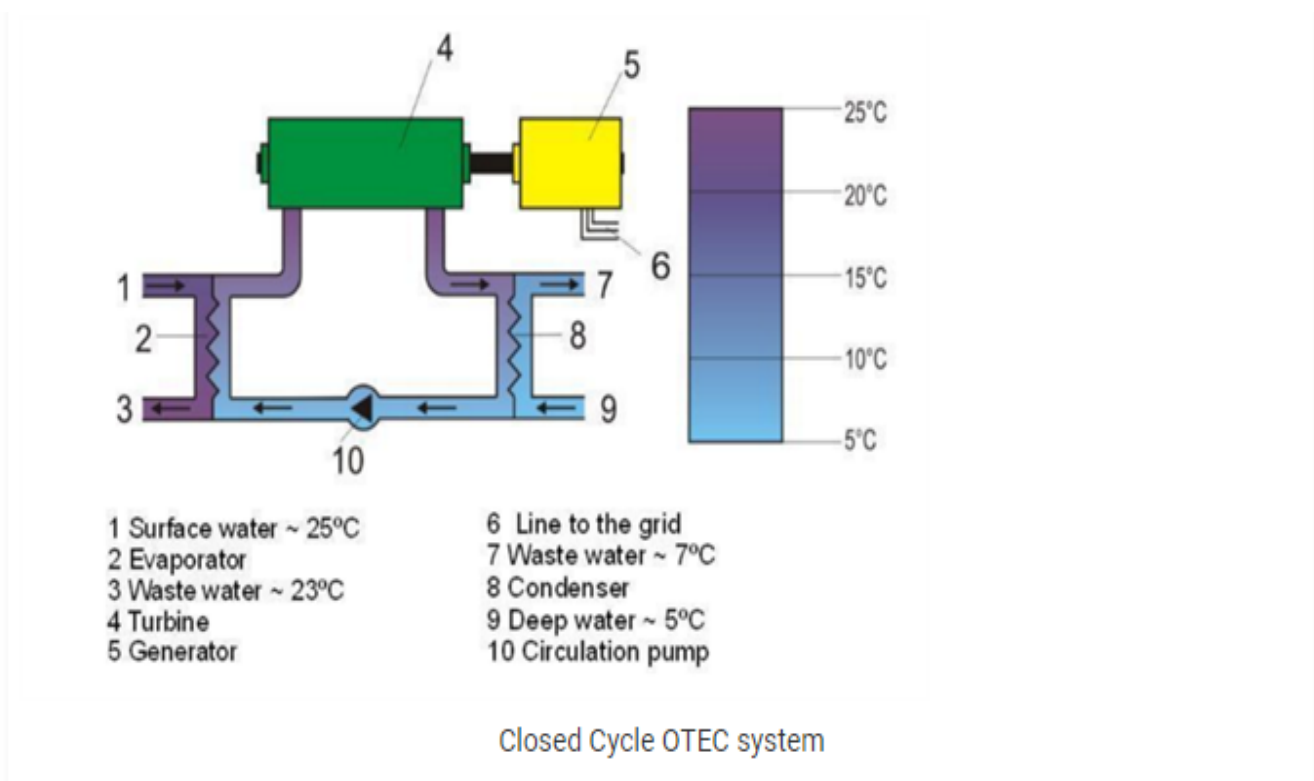 4
5
25°C
20°C
6
15°C
1
7
2
8
10°C
3
9
5°C
10
1 Surface water ~ 25ºC
2 Evaporator
3 Waste water ~ 23ºC
4 Turbine
5 Generator
6 Line to the grid
7 Waste water ~ 7ºC
8 Condenser
9 Deep water ~ 5ºC
10 Circulation pump
Closed Cycle OTEC system